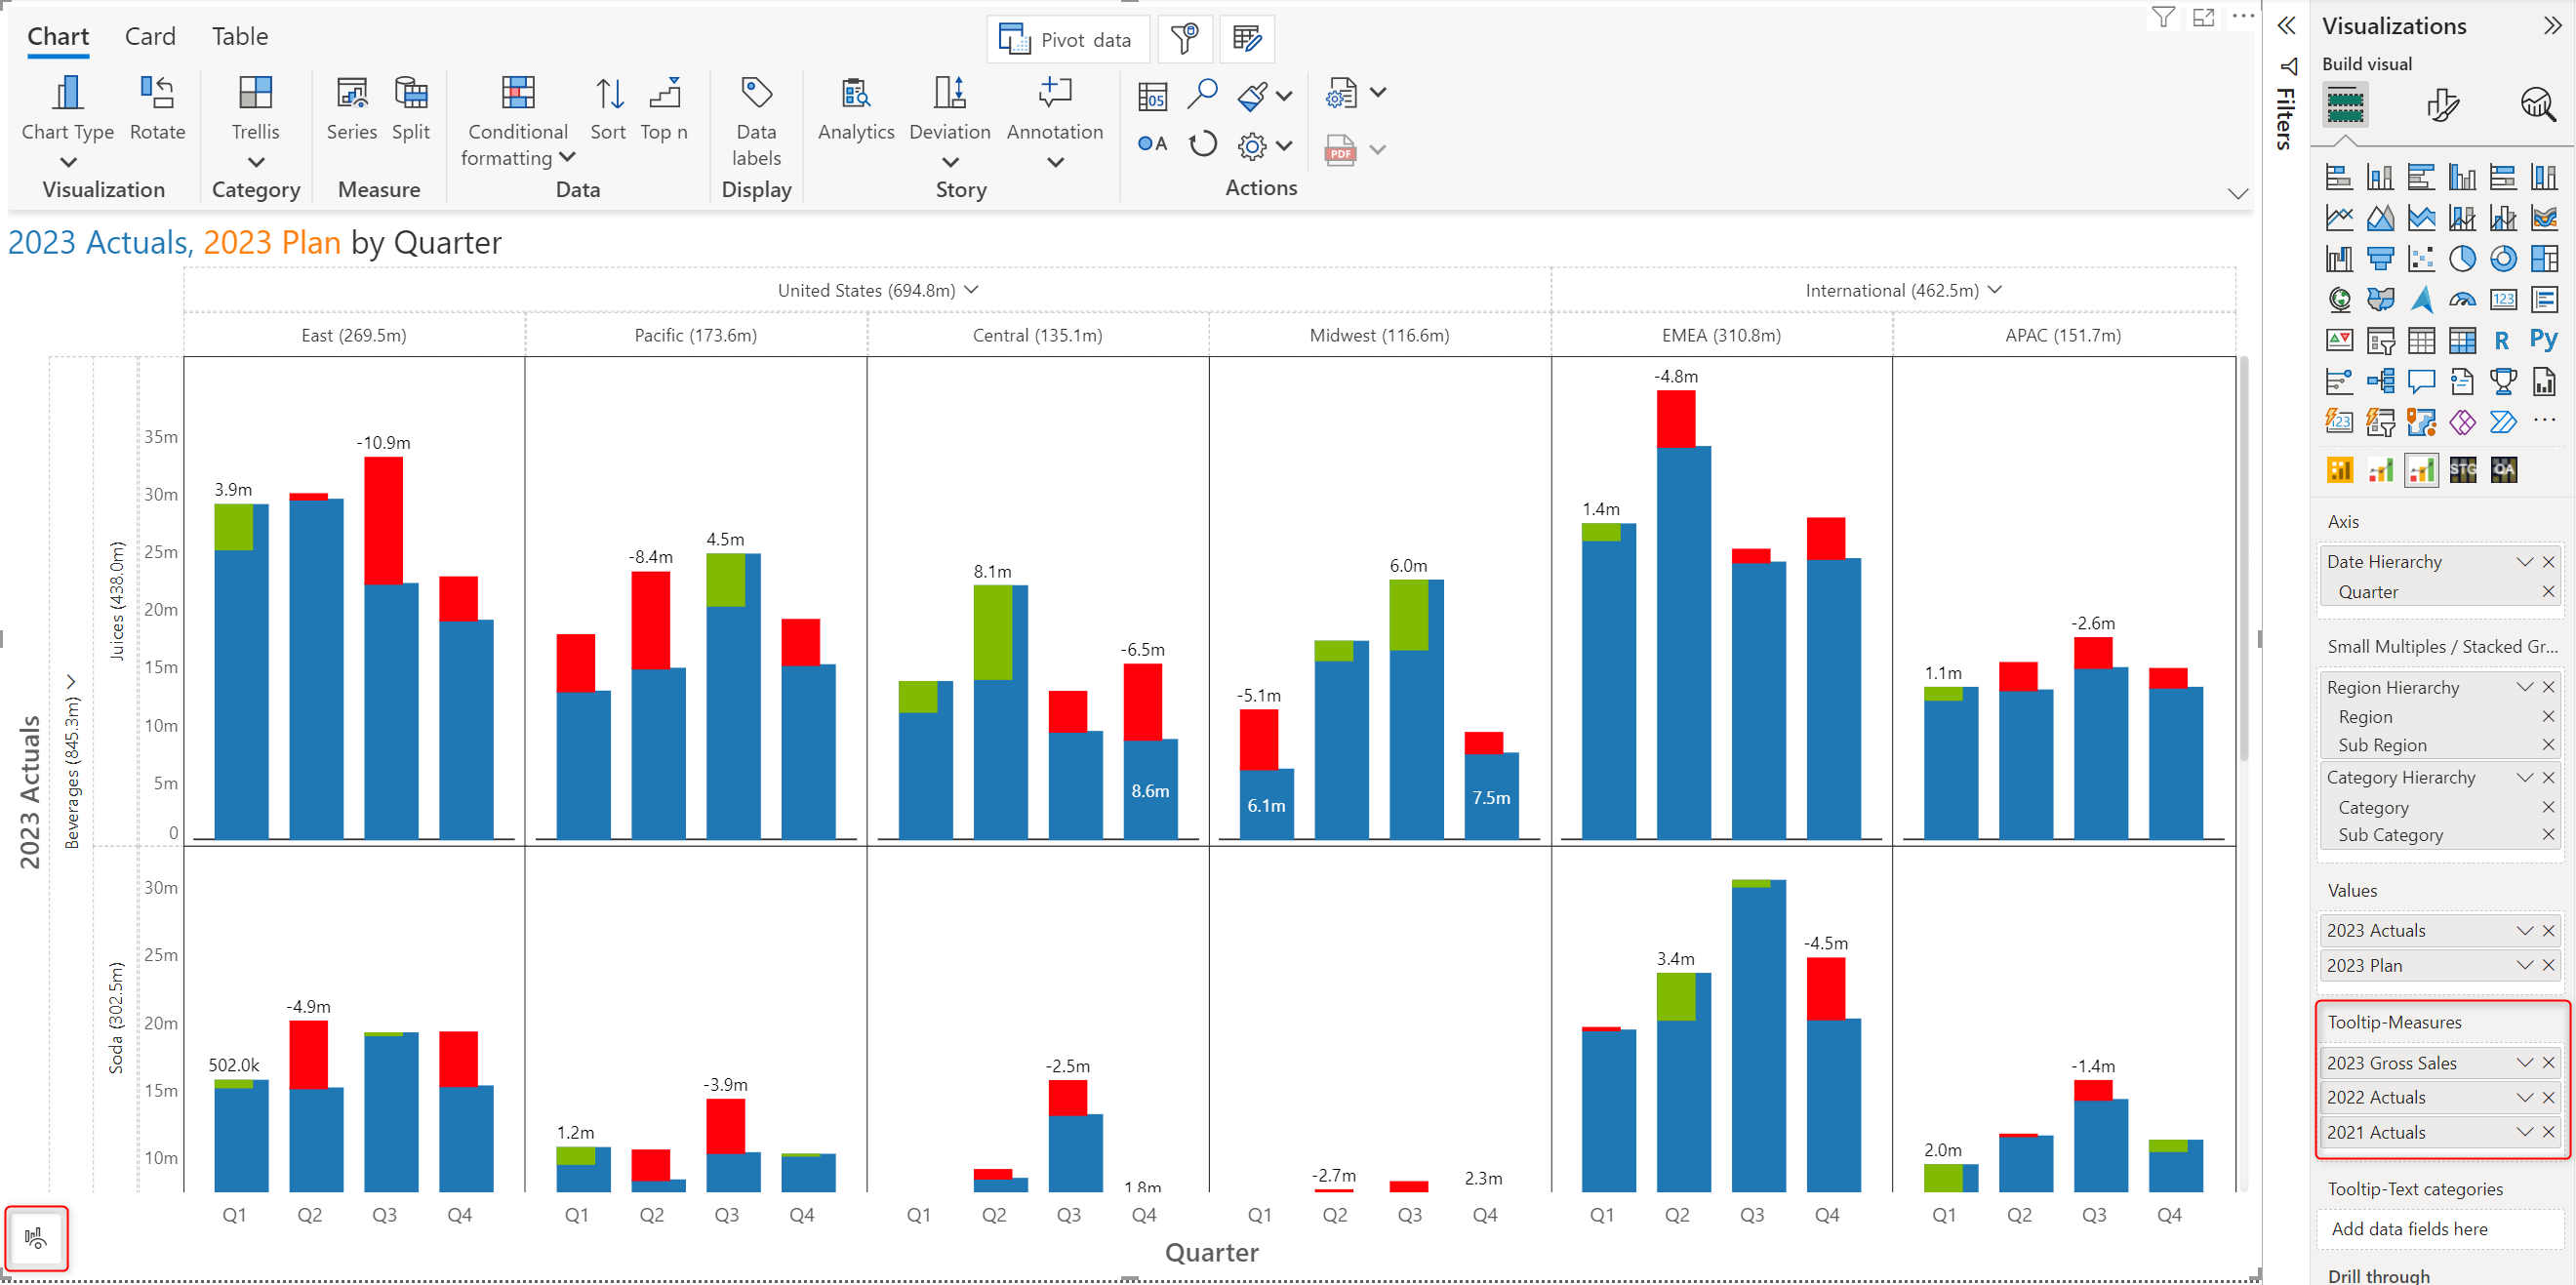 Chart Card Table
Pivot data
Chart Type Rotate Trellis Series Split Conditional formatting Sort Top n Data labels Analytics Deviation Annotation
05
A
PDF
Visualization Category Measure Data Display Story Actions
2023 Actuals, 2023 Plan by Quarter
United States (694.8m) International (462.5m)
East (269.5m) Pacific (173.6m) Central (135.1m) Midwest (116.6m) EMEA (310.8m) APAC (151.7m)
2023 Actuals
Beverages (845.3m)
Juices (438.0m)
35m
30m
25m
20m
15m
10m
5m
0
3.9m
-10.9m
-8.4m
4.5m
8.1m
-6.5m
8.6m
-5.1m
6.1m
6.0m
7.5m
1.4m
-4.8m
1.1m
-2.6m
Soda (302.5m)
30m
25m
20m
15m
10m
502.0k
-4.9m
1.2m
-3.9m
-2.5m
1.8m
-2.7m
2.3m
3.4m
-4.5m
2.0m
-1.4m
Q1 Q2 Q3 Q4 Q1 Q2 Q3 Q4 Q1 Q2 Q3 Q4 Q1 Q2 Q3 Q4 Q1 Q2 Q3 Q4 Q1 Q2 Q3 Q4
Quarter
Filters
Visualizations
Build visual
123
R Py
123
STG QA
Axis
Date Hierarchy
Quarter
Small Multiples / Stacked Gr...
Region Hierarchy
Region
Sub Region
Category Hierarchy
Category
Sub Category
Values
2023 Actuals
2023 Plan
Tooltip-Measures
2023 Gross Sales
2022 Actuals
2021 Actuals
Tooltip-Text categories
Add data fields here
Drill through